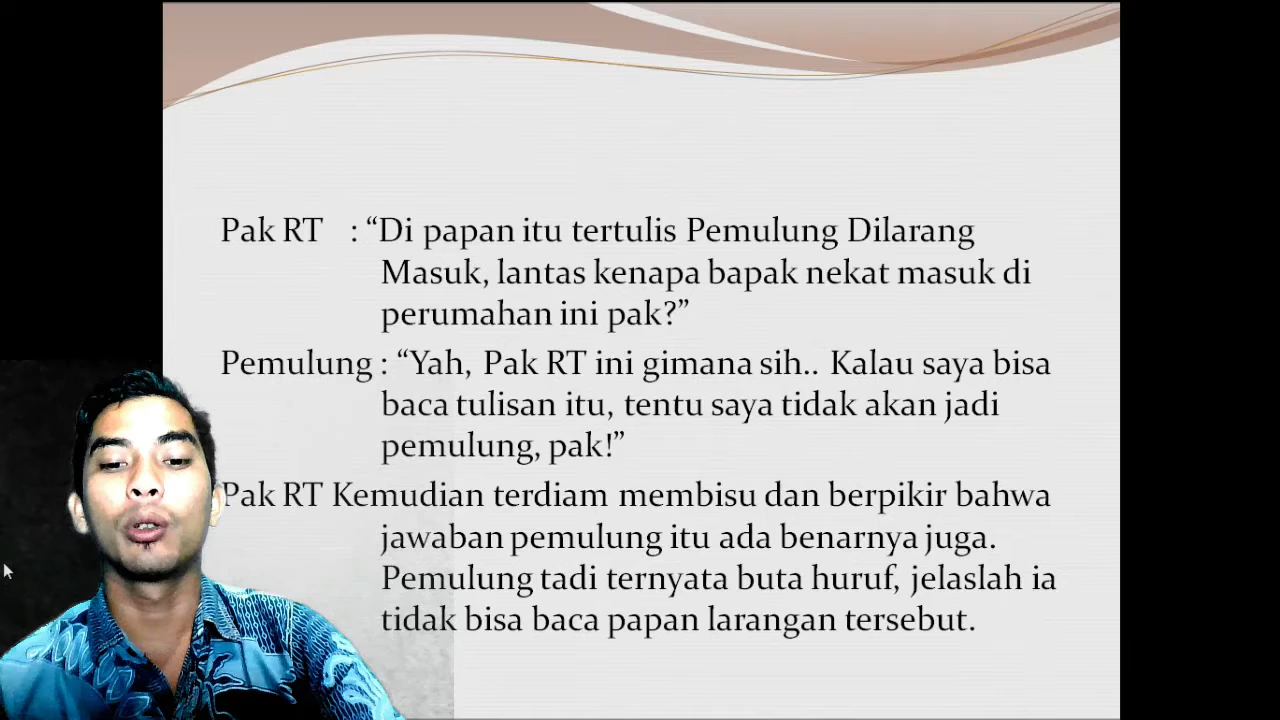 Pak RT : “Di papan itu tertulis Pemulung Dilarang
Masuk, lantas kenapa bapak nekat masuk di
perumahan ini pak?”
Pemulung : “Yah, Pak RT ini gimana sih.. Kalau saya bisa
baca tulisan itu, tentu saya tidak akan jadi
pemulung, pak!”
Pak RT Kemudian terdiam membisu dan berpikir bahwa
jawaban pemulung itu ada benarnya juga.
Pemulung tadi ternyata buta huruf, jelaslah ia
tidak bisa baca papan larangan tersebut.